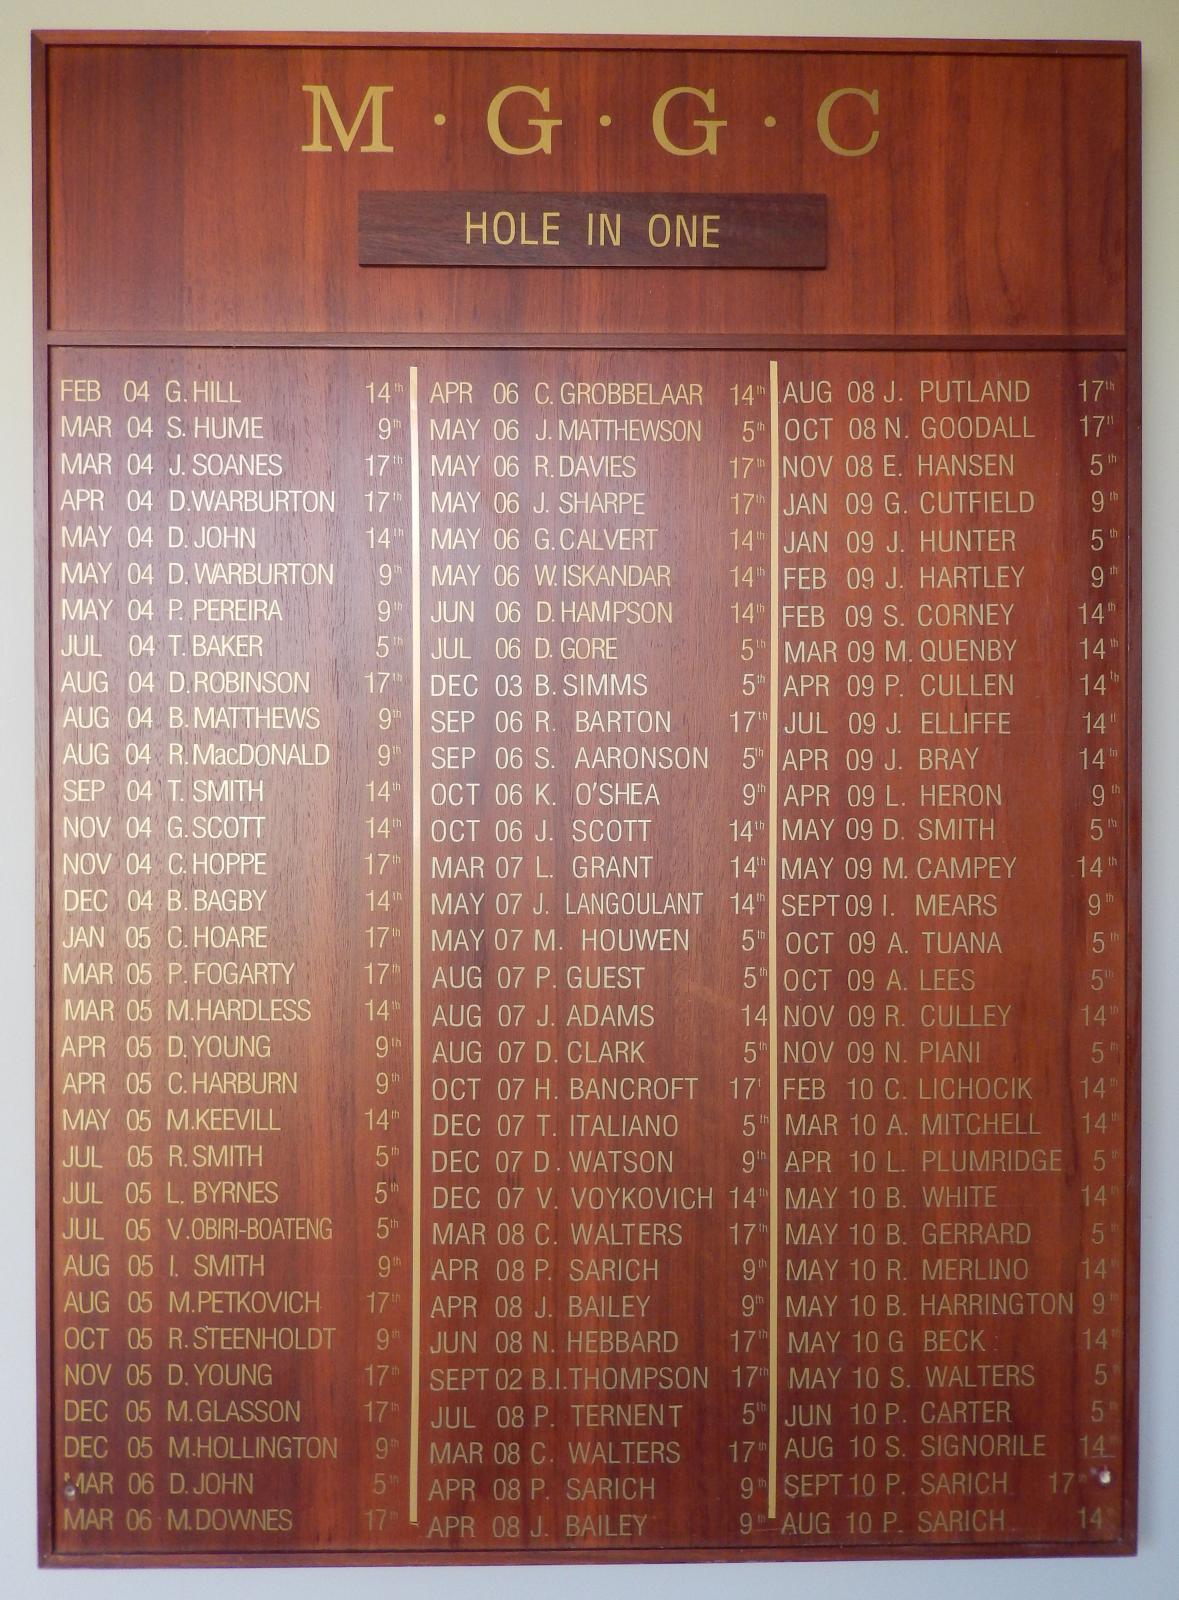 M · G · G · C
HOLE IN ONE
FEB 04 G. HILL 14th
MAR 04 S. HUME 9th
MAR 04 J. SOANES 17th
APR 04 D. WARBURTON 17th
MAY 04 D. JOHN 14th
MAY 04 D. WARBURTON 9th
MAY 04 P. PEREIRA 9th
JUL 04 T. BAKER 5th
AUG 04 D. ROBINSON 17th
AUG 04 B. MATTHEWS 9th
AUG 04 R. MacDONALD 9th
SEP 04 T. SMITH 14th
NOV 04 G. SCOTT 14th
NOV 04 C. HOPPE 17th
DEC 04 B. BAGBY 14th
JAN 05 C. HOARE 17th
MAR 05 P. FOGARTY 17th
MAR 05 M. HARDLESS 14th
APR 05 D. YOUNG 9th
APR 05 C. HARBURN 9th
MAY 05 M. KEEVILL 14th
JUL 05 R. SMITH 5th
JUL 05 L. BYRNES 5th
JUL 05 V. OBIRI-BOATENG 5th
AUG 05 I. SMITH 9th
AUG 05 M. PETKOVICH 17th
OCT 05 R. STEENHOLDT 9th
NOV 05 D. YOUNG 17th
DEC 05 M. GLASSON 17th
DEC 05 M. HOLLINGTON 9th
MAR 06 D. JOHN 5th
MAR 06 M. DOWNES 17th
APR 06 C. GROBBELAAR 14th
MAY 06 J. MATTHEWSON 5th
MAY 06 R. DAVIES 17th
MAY 06 J. SHARPE 17th
MAY 06 G. CALVERT 14th
MAY 06 W. ISKANDAR 14th
JUN 06 D. HAMPSON 14th
JUL 06 D. GORE 5th
DEC 03 B. SIMMS 5th
SEP 06 R. BARTON 17th
SEP 06 S. AARONSON 5th
OCT 06 K. O'SHEA 9th
OCT 06 J. SCOTT 14th
MAR 07 L. GRANT 14th
MAY 07 J. LANGOULANT 14th
MAY 07 M. HOUWEN 5th
AUG 07 P. GUEST 5th
AUG 07 J. ADAMS 14
AUG 07 D. CLARK 5th
OCT 07 H. BANCROFT 17t
DEC 07 T. ITALIANO 5th
DEC 07 D. WATSON 9th
DEC 07 V. VOYKOVICH 14th
MAR 08 C. WALTERS 17th
APR 08 P. SARICH 9th
APR 08 J. BAILEY 9th
JUN 08 N. HEBBARD 17th
SEPT 02 B.I. THOMPSON 17th
JUL 08 P. TERNENT 5th
MAR 08 C. WALTERS 17th
APR 08 P. SARICH 9th
APR 08 J. BAILEY 9th
AUG 08 J. PUTLAND 17th
OCT 08 N. GOODALL 17th
NOV 08 E. HANSEN 5th
JAN 09 G. CUTFIELD 9th
JAN 09 J. HUNTER 5th
FEB 09 J. HARTLEY 9th
FEB 09 S. CORNEY 14th
MAR 09 M. QUENBY 14th
APR 09 P. CULLEN 14th
JUL 09 J. ELLIFFE 14th
APR 09 J. BRAY 14th
APR 09 L. HERON 9th
MAY 09 D. SMITH 5th
MAY 09 M. CAMPEY 14th
SEPT 09 I. MEARS 9th
OCT 09 A. TUANA 5th
OCT 09 A. LEES 5th
NOV 09 R. CULLEY 14th
NOV 09 N. PIANI 5th
FEB 10 C. LICHOCIK 14th
MAR 10 A. MITCHELL 14th
APR 10 L. PLUMRIDGE 5th
MAY 10 B. WHITE 14th
MAY 10 B. GERRARD 5th
MAY 10 R. MERLINO 14th
MAY 10 B. HARRINGTON 9th
MAY 10 G BECK 14th
MAY 10 S. WALTERS 5th
JUN 10 P. CARTER 5th
AUG 10 S. SIGNORILE 14th
SEPT 10 P. SARICH 17th
AUG 10 P. SARICH 14th